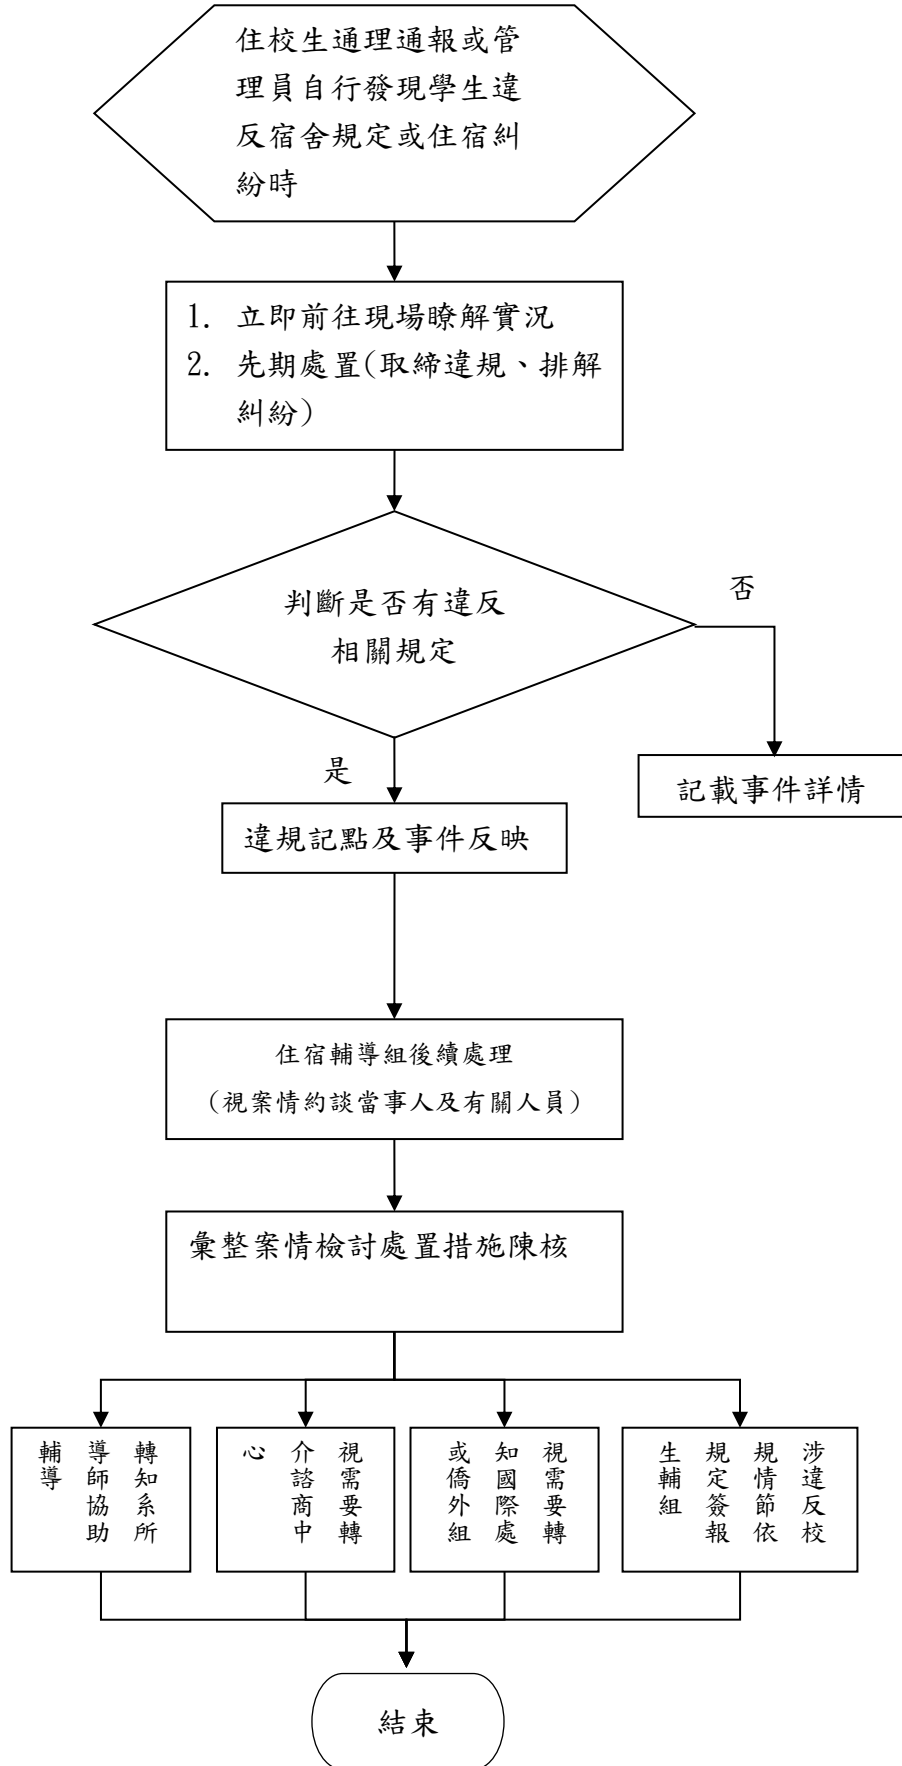 住校生通理通報或管
理員自行發現學生違
反宿舍規定或住宿糾
紛時
1. 立即前往現場瞭解實況
2. 先期處置(取締違規、排解
糾紛)
判斷是否有違反
相關規定
否
是
記載事件詳情
違規記點及事件反映
住宿輔導組後續處理
(視案情約談當事人及有關人員)
彙整案情檢討處置措施陳核
轉知系所
導師協助
輔導
視需要轉
介諮商中
心
視需要轉
知國際處
或僑外組
涉違反校
規情節依
規定簽報
生輔組
結束